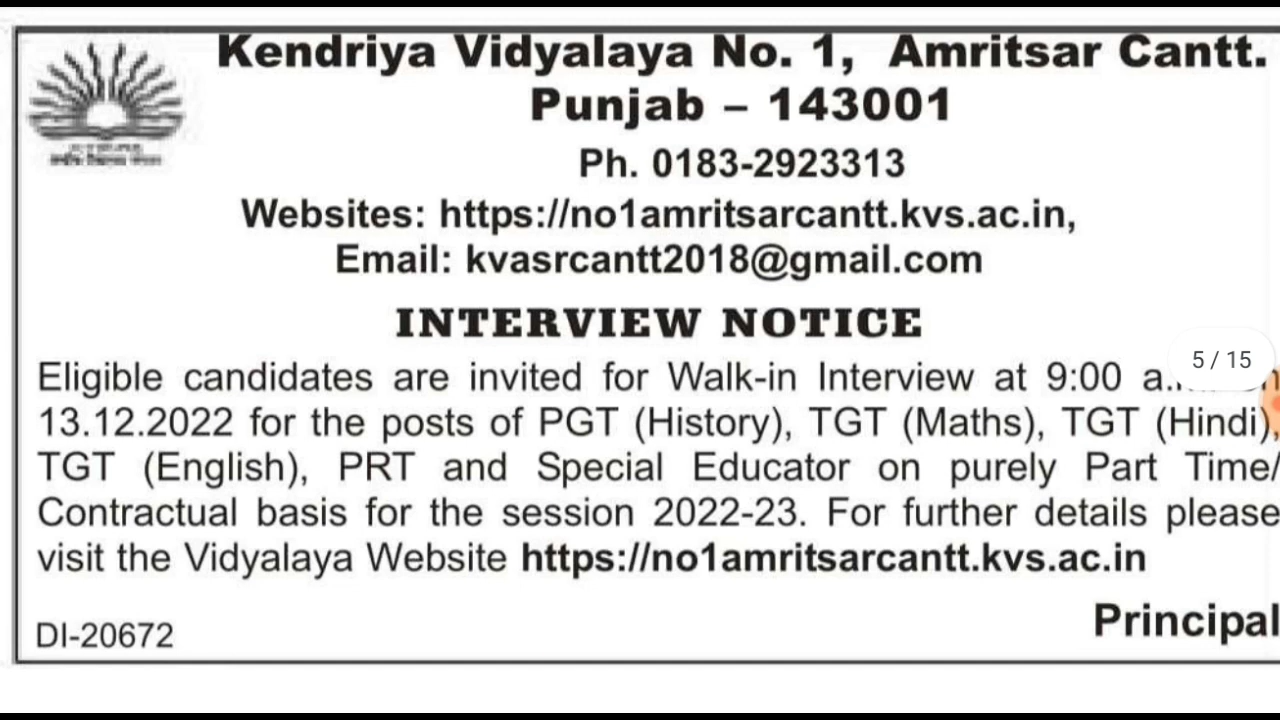 Kendriya Vidyalaya No. 1, Amritsar Cantt.
Punjab – 143001
Ph. 0183-2923313
Websites: https://no1amritsarcantt.kvs.ac.in,
Email: kvasrcantt2018@gmail.com
INTERVIEW NOTICE
5 / 15
Eligible candidates are invited for Walk-in Interview at 9:00
13.12.2022 for the posts of PGT (History), TGT (Maths), TGT (Hindi),
TGT (English), PRT and Special Educator on purely Part Time/
Contractual basis for the session 2022-23. For further details please
visit the Vidyalaya Website https://no1amritsarcantt.kvs.ac.in
Principal
DI-20672